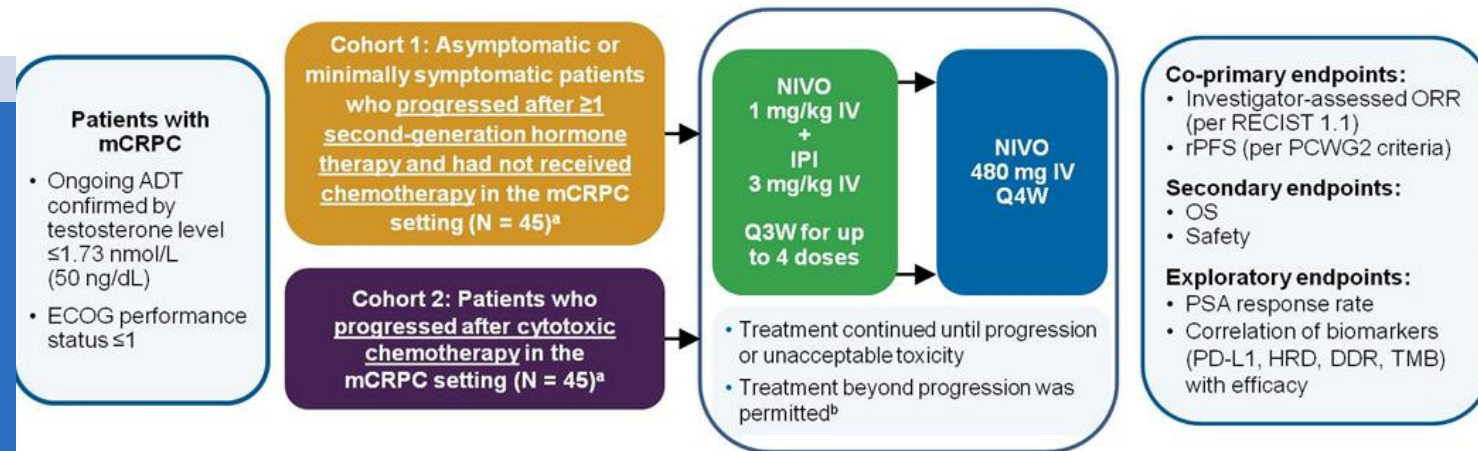 Patients with
mCRPC
• Ongoing ADT
confirmed by
testosterone level
≤1.73 nmol/L
(50 ng/dL)
• ECOG performance
status ≤1
Cohort 1: Asymptomatic or
minimally symptomatic patients
who progressed after ≥1
second-generation hormone
therapy and had not received
chemotherapy in the mCRPC
setting (N = 45)ᵃ
Cohort 2: Patients who
progressed after cytotoxic
chemotherapy in the
mCRPC setting (N = 45)ᵃ
NIVO
1 mg/kg IV
+
IPI
3 mg/kg IV
Q3W for up
to 4 doses
NIVO
480 mg IV
Q4W
• Treatment continued until progression
or unacceptable toxicity
• Treatment beyond progression was
permittedᵇ
Co-primary endpoints:
• Investigator-assessed ORR
(per RECIST 1.1)
• rPFS (per PCWG2 criteria)
Secondary endpoints:
• OS
• Safety
Exploratory endpoints:
• PSA response rate
• Correlation of biomarkers
(PD-L1, HRD, DDR, TMB)
with efficacy